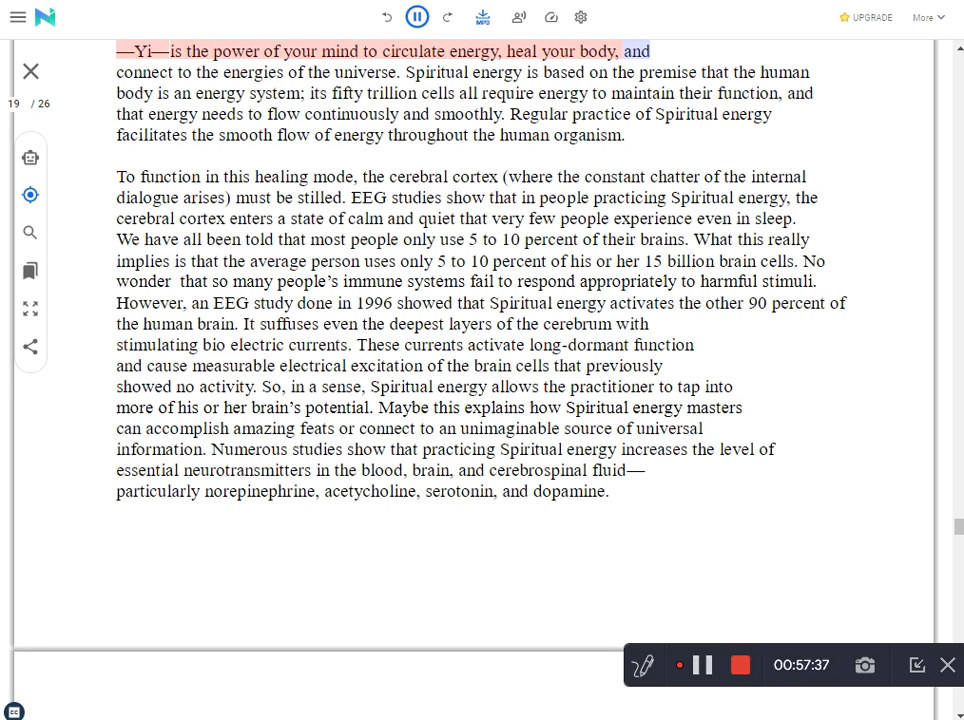 MP3
UPGRADE
More
—Yi—is the power of your mind to circulate energy, heal your body, and
connect to the energies of the universe. Spiritual energy is based on the premise that the human
19 / 26
body is an energy system; its fifty trillion cells all require energy to maintain their function, and
that energy needs to flow continuously and smoothly. Regular practice of Spiritual energy
facilitates the smooth flow of energy throughout the human organism.
To function in this healing mode, the cerebral cortex (where the constant chatter of the internal
dialogue arises) must be stilled. EEG studies show that in people practicing Spiritual energy, the
cerebral cortex enters a state of calm and quiet that very few people experience even in sleep.
We have all been told that most people only use 5 to 10 percent of their brains. What this really
implies is that the average person uses only 5 to 10 percent of his or her 15 billion brain cells. No
wonder that so many people's immune systems fail to respond appropriately to harmful stimuli.
However, an EEG study done in 1996 showed that Spiritual energy activates the other 90 percent of
the human brain. It suffuses even the deepest layers of the cerebrum with
stimulating bio electric currents. These currents activate long-dormant function
and cause measurable electrical excitation of the brain cells that previously
showed no activity. So, in a sense, Spiritual energy allows the practitioner to tap into
more of his or her brain's potential. Maybe this explains how Spiritual energy masters
can accomplish amazing feats or connect to an unimaginable source of universal
information. Numerous studies show that practicing Spiritual energy increases the level of
essential neurotransmitters in the blood, brain, and cerebrospinal fluid—
particularly norepinephrine, acetycholine, serotonin, and dopamine.
00:57:37
CC